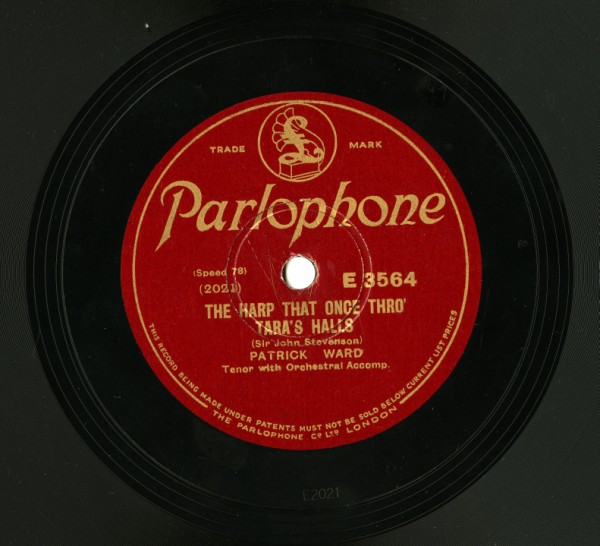 TRADE MARK
Parlophone
(Speed 78)
(2021) E 3564
THE HARP THAT ONCE THRO'
TARA'S HALLS
(Sir John Stevenson)
PATRICK WARD
Tenor with Orchestral Accomp.
THIS RECORD BEING MADE UNDER PATENTS MUST NOT BE SOLD BELOW CURRENT LIST PRICES
THE PARLOPHONE CO LTD LONDON
E2021